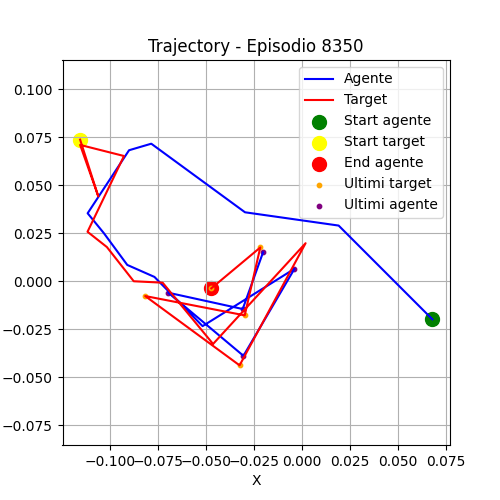 Trajectory - Episodio 8350
Agente
Target
Start agente
Start target
End agente
Ultimi target
Ultimi agente
0.100
0.075
0.050
0.025
0.000
−0.025
−0.050
−0.075
−0.100 −0.075 −0.050 −0.025 0.000 0.025 0.050 0.075
X